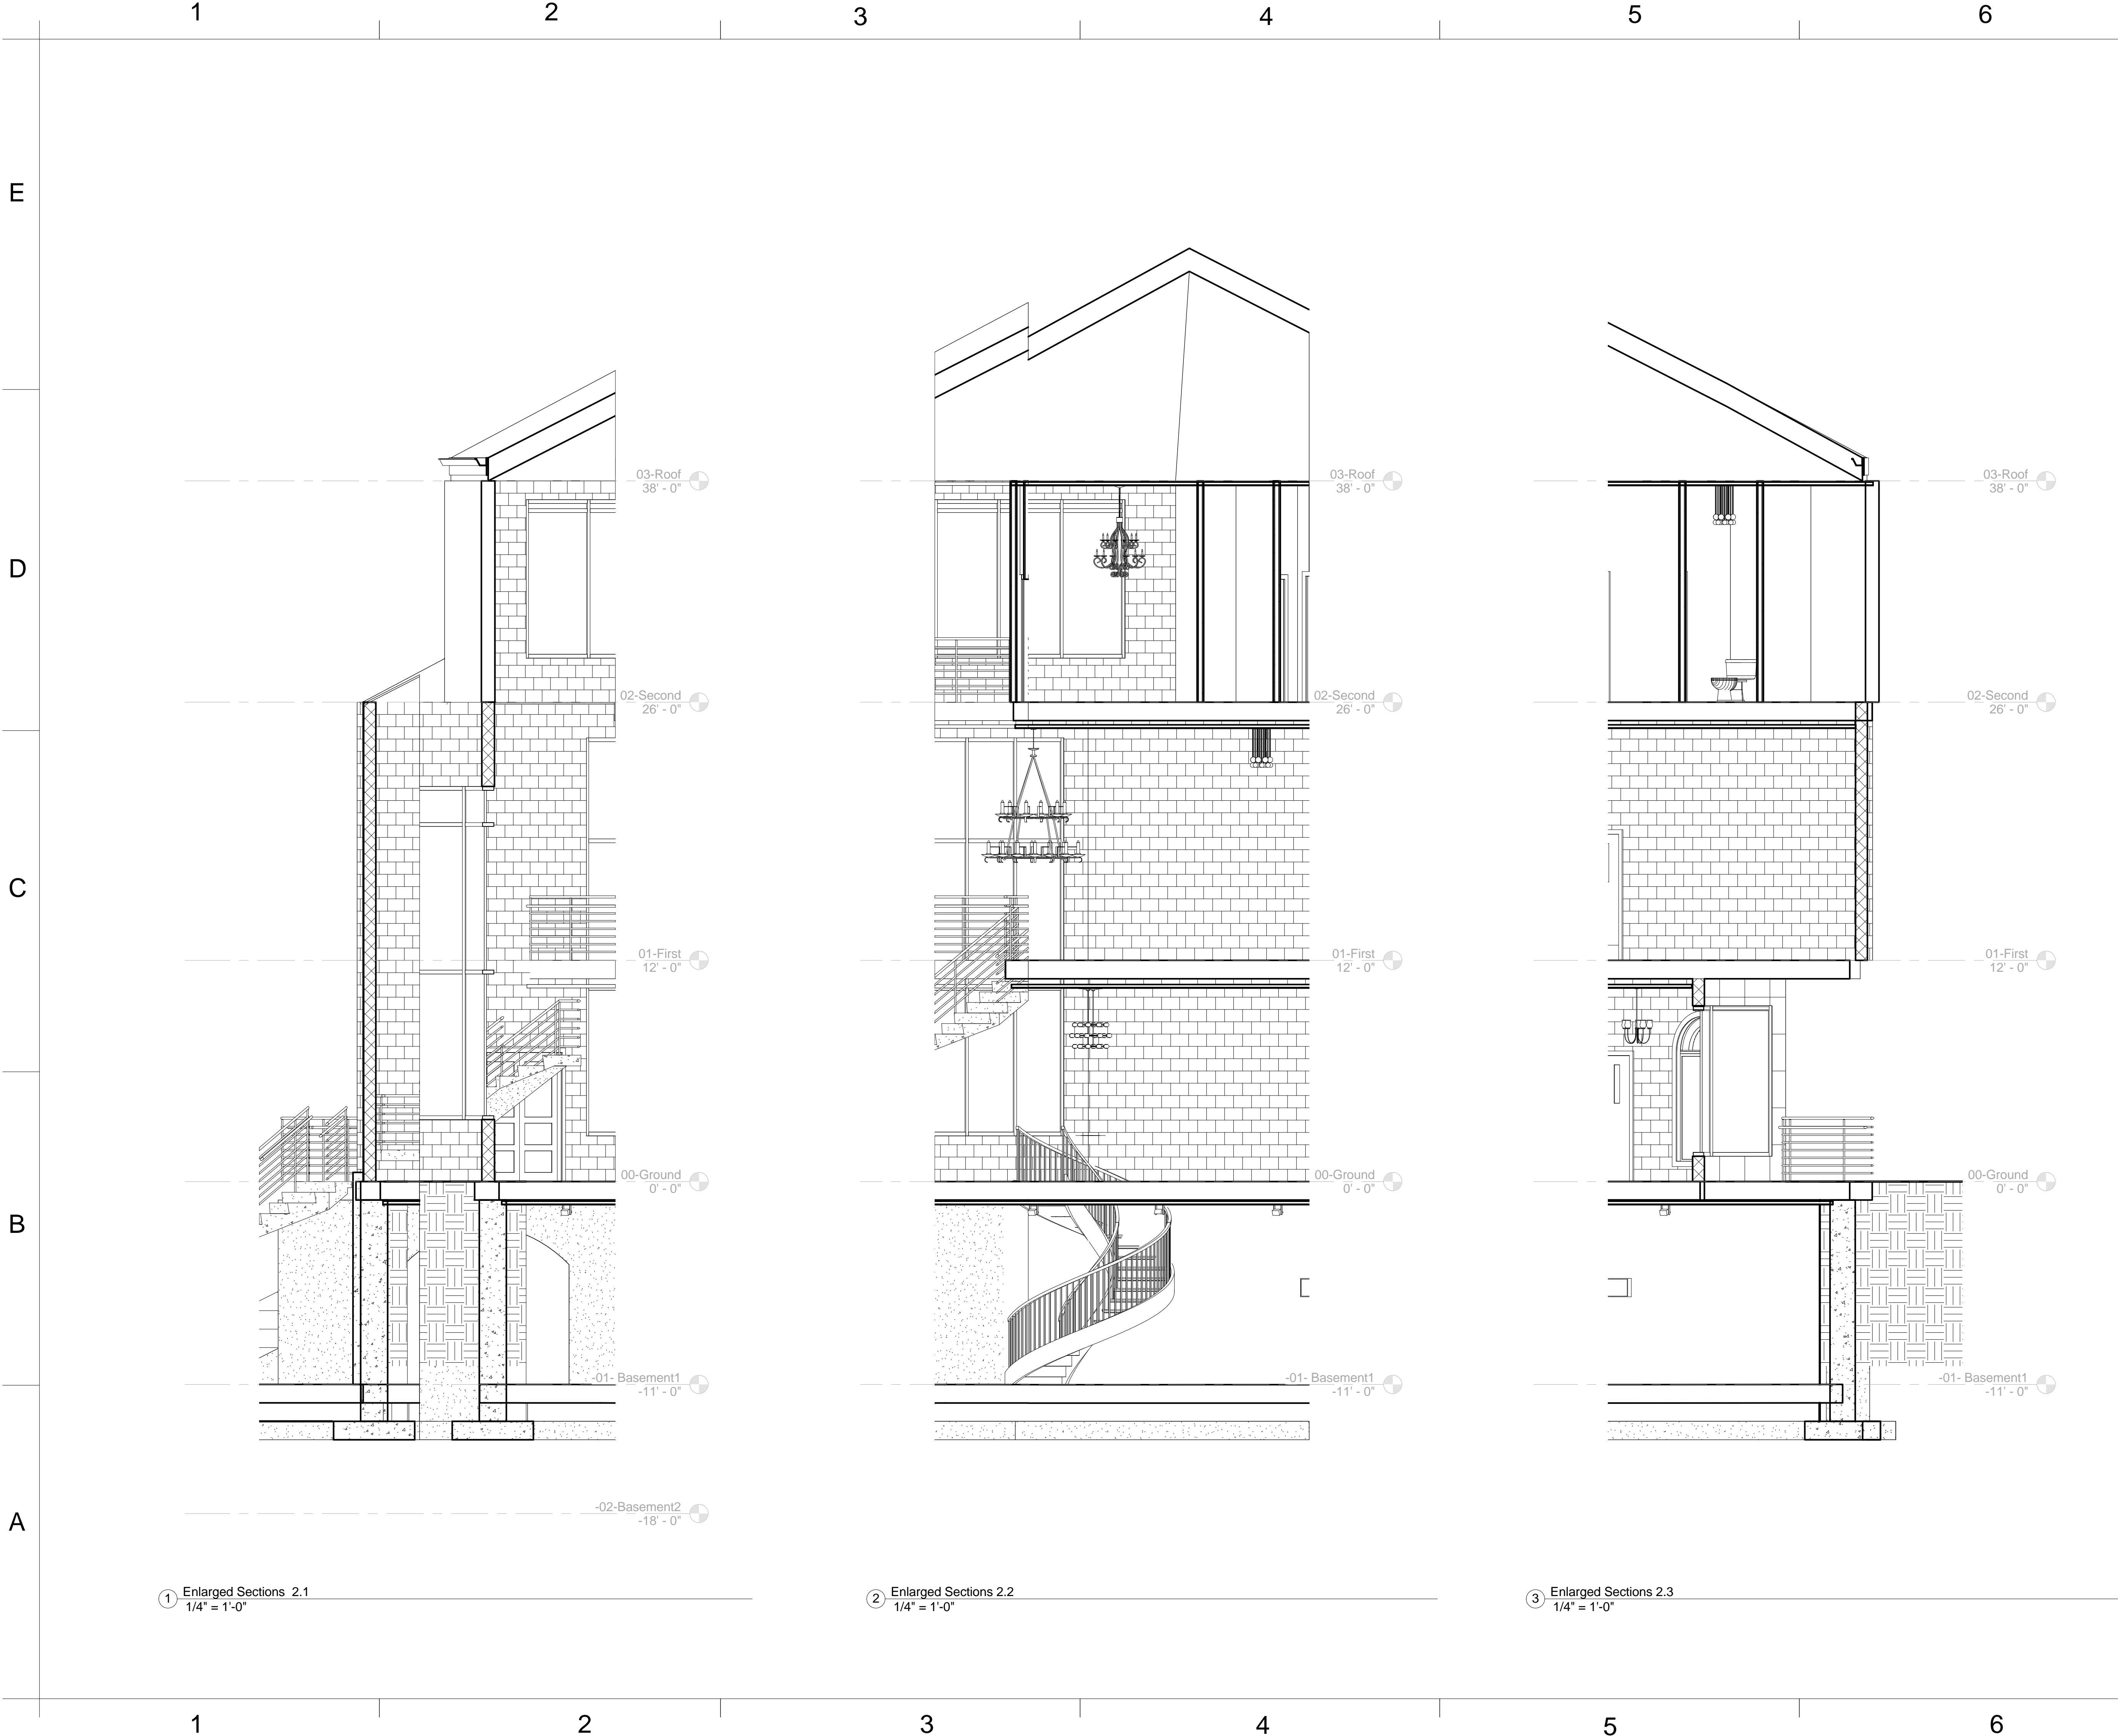 1 2 3 4 5 6
E
03-Roof
38' - 0"
03-Roof
38' - 0"
03-Roof
38' - 0"
D
02-Second
26' - 0"
02-Second
26' - 0"
02-Second
26' - 0"
C
01-First
12' - 0"
01-First
12' - 0"
01-First
12' - 0"
00-Ground
0' - 0"
00-Ground
0' - 0"
00-Ground
0' - 0"
B
-01- Basement1
-11' - 0"
-01- Basement1
-11' - 0"
-01- Basement1
-11' - 0"
-02-Basement2
-18' - 0"
A
1 Enlarged Sections 2.1
1/4" = 1'-0"
2 Enlarged Sections 2.2
1/4" = 1'-0"
3 Enlarged Sections 2.3
1/4" = 1'-0"
1 2 3 4 5 6